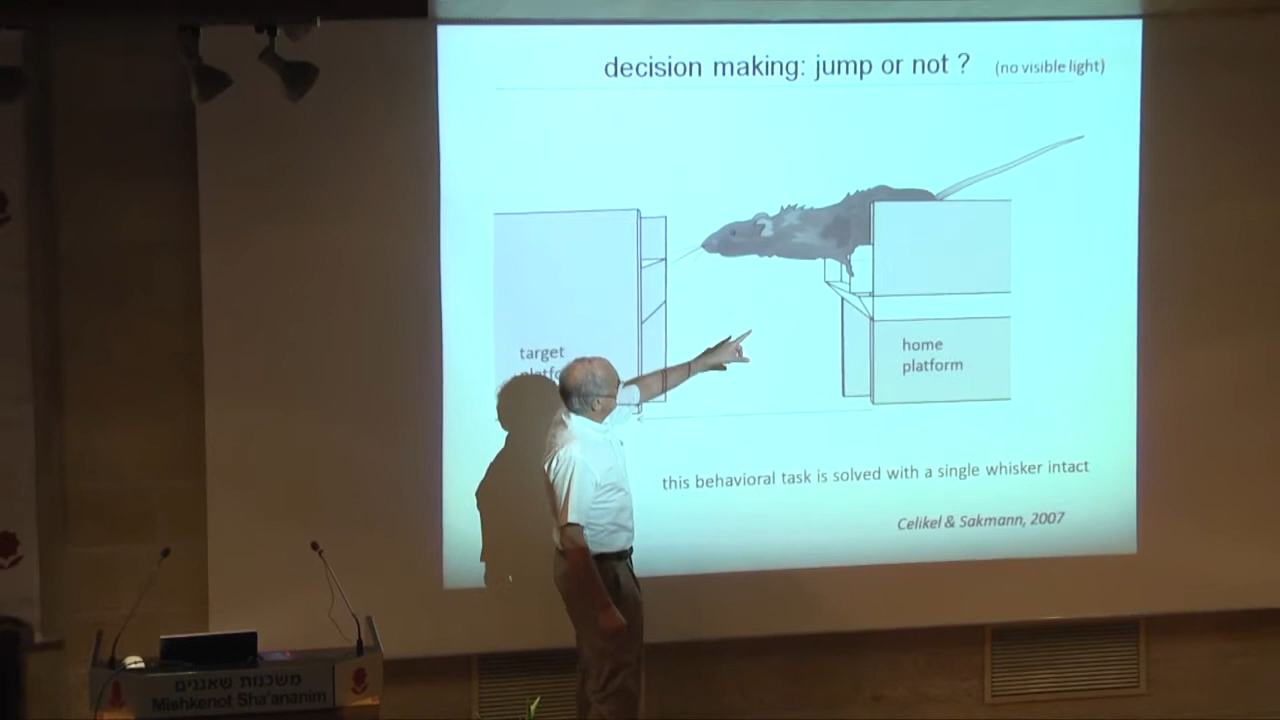 decision making: jump or not ? (no visible light)
target
home
platform
this behavioral task is solved with a single whisker intact
Celikel & Sakmann, 2007
משכנות שאננים
Mishkenot Sha'ananim